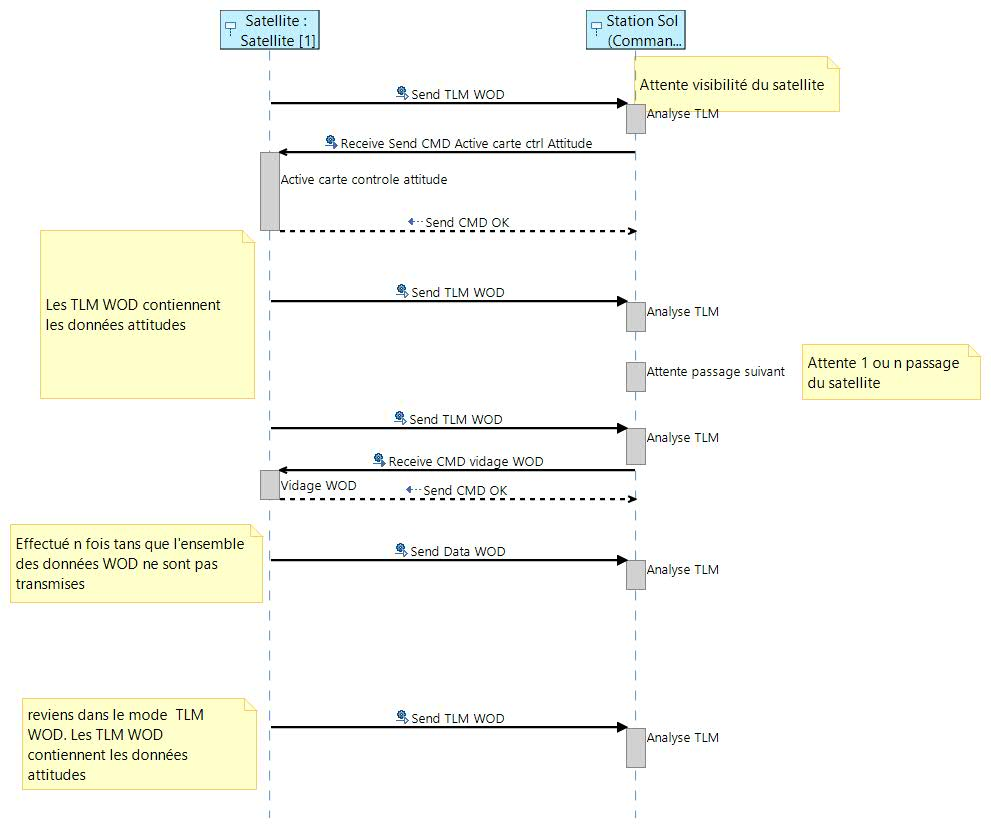 Satellite :
Satellite [1]
Station Sol
(Comman...
Attente visibilité du satellite
Send TLM WOD
Analyse TLM
Receive Send CMD Active carte ctrl Attitude
Active carte controle attitude
Send CMD OK
Les TLM WOD contiennent
les données attitudes
Send TLM WOD
Analyse TLM
Attente passage suivant
Attente 1 ou n passage
du satellite
Send TLM WOD
Analyse TLM
Receive CMD vidage WOD
Vidage WOD
Send CMD OK
Effectué n fois tans que l'ensemble
des données WOD ne sont pas
transmises
Send Data WOD
Analyse TLM
reviens dans le mode  TLM
WOD. Les TLM WOD
contiennent les données
attitudes
Send TLM WOD
Analyse TLM